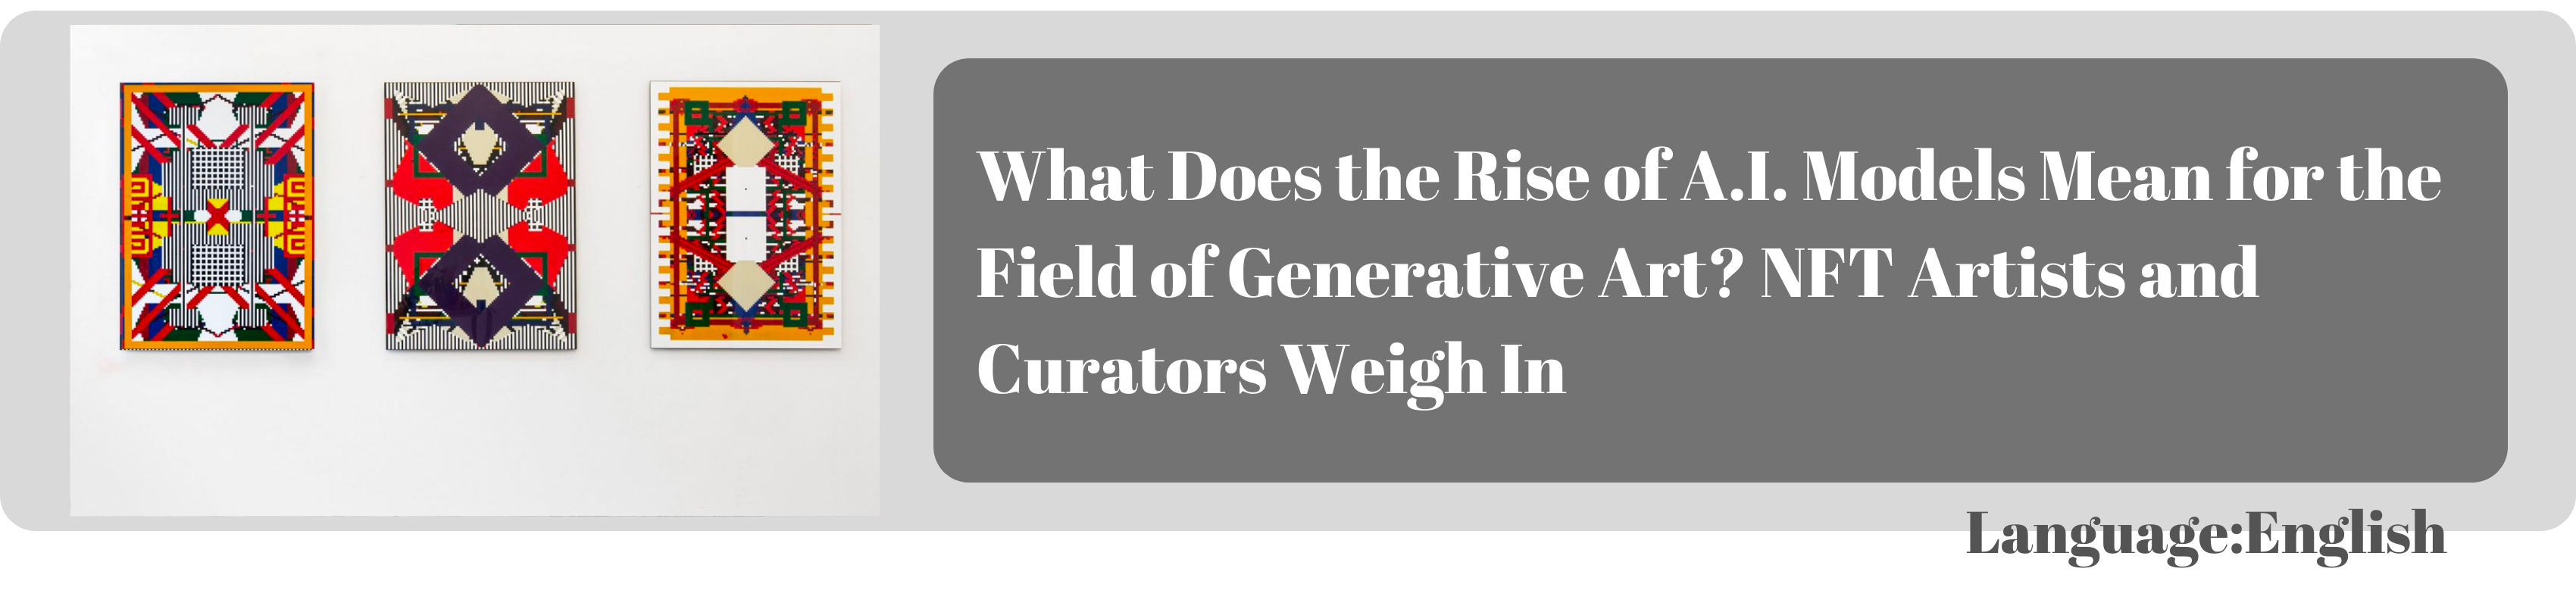 What Does the Rise of A.I. Models Mean for the
Field of Generative Art? NFT Artists and
Curators Weigh In
Language:English